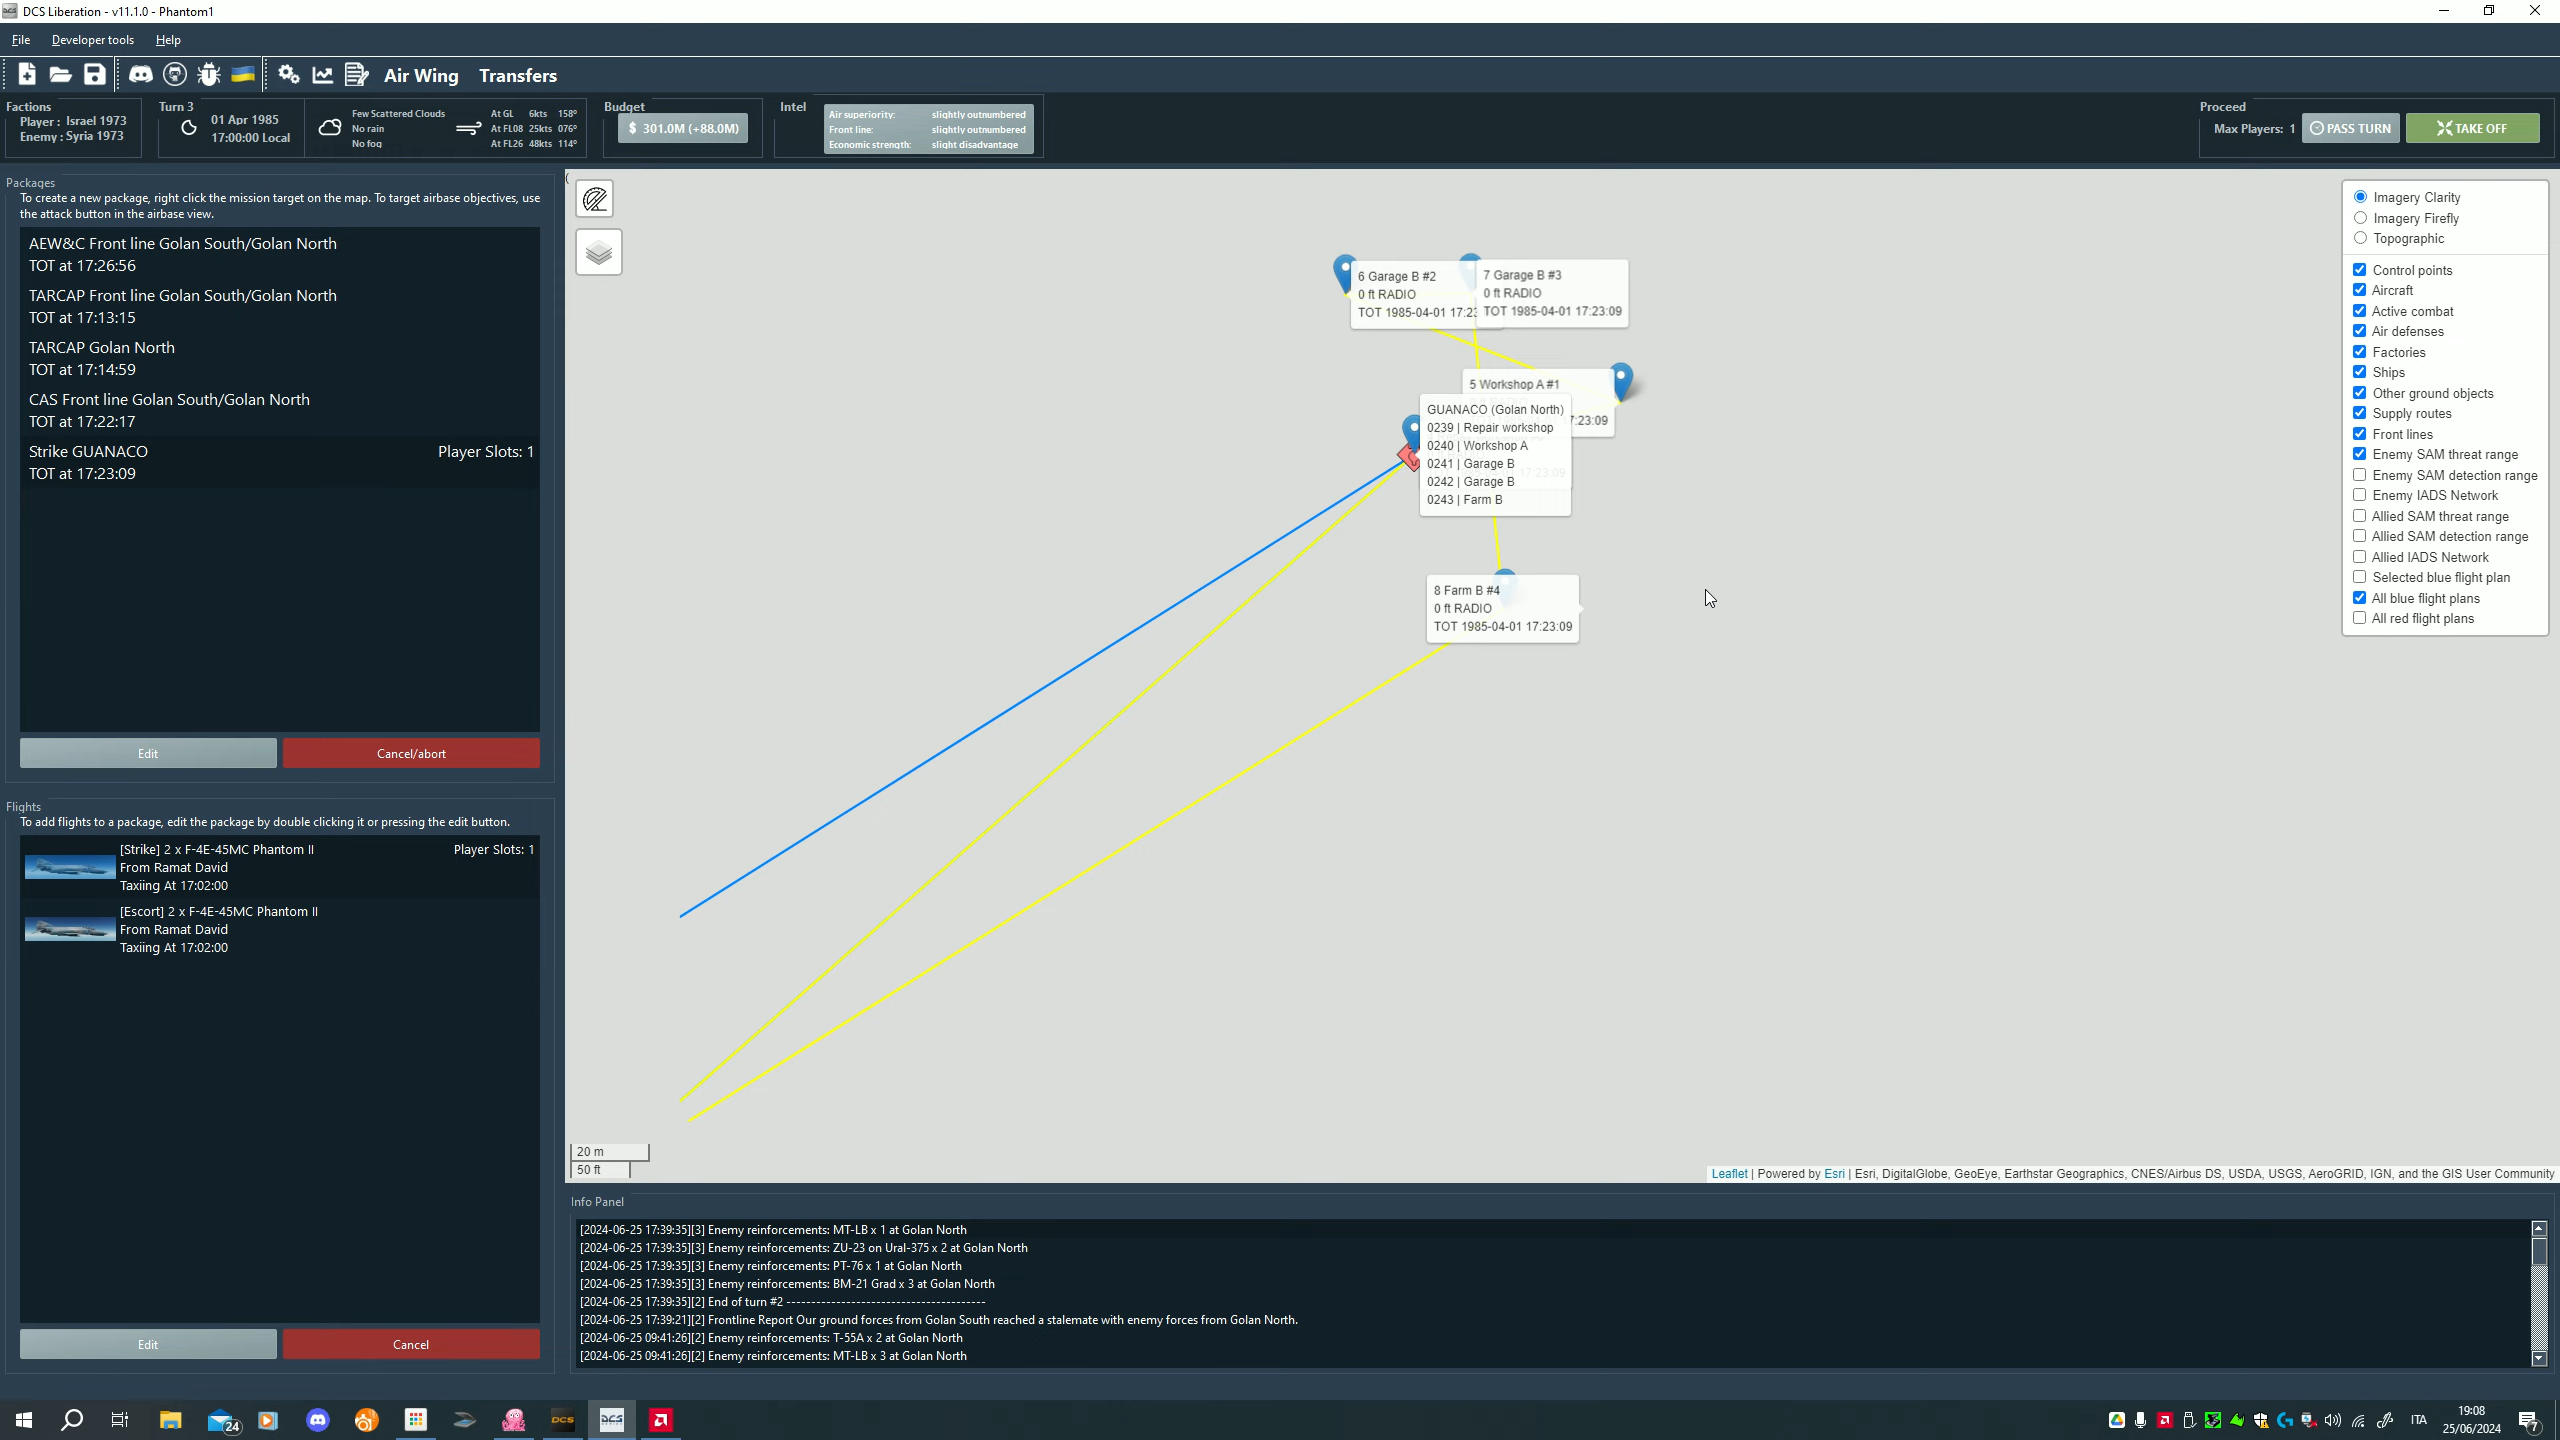 DCS Liberation - v11.1.0 - Phantom1
File Developer tools Help
Air Wing Transfers
Factions
Player : Israel 1973
Enemy : Syria 1973
Turn 3
01 Apr 1985
17:00:00 Local
Few Scattered Clouds
No rain
No fog
At GL 6kts 158º
At FL08 25kts 076º
At FL26 48kts 114º
Budget
$ 301.0M (+88.0M)
Intel
Air superiority: slightly outnumbered
Front line: slightly outnumbered
Economic strength: slight disadvantage
Proceed
Max Players: 1
PASS TURN
TAKE OFF
Packages
To create a new package, right click the mission target on the map. To target airbase objectives, use
the attack button in the airbase view.
AEW&C Front line Golan South/Golan North
TOT at 17:26:56
TARCAP Front line Golan South/Golan North
TOT at 17:13:15
TARCAP Golan North
TOT at 17:14:59
CAS Front line Golan South/Golan North
TOT at 17:22:17
Strike GUANACO Player Slots: 1
TOT at 17:23:09
Edit
Cancel/abort
Flights
To add flights to a package, edit the package by double clicking it or pressing the edit button.
[Strike] 2 x F-4E-45MC Phantom II Player Slots: 1
From Ramat David
Taxiing At 17:02:00
[Escort] 2 x F-4E-45MC Phantom II
From Ramat David
Taxiing At 17:02:00
Edit
Cancel
(
6 Garage B #2
0 ft RADIO
TOT 1985-04-01 17:23
7 Garage B #3
0 ft RADIO
TOT 1985-04-01 17:23:09
5 Workshop A #1
7:23:09
GUANACO (Golan North)
0239 | Repair workshop
0240 | Workshop A
0241 | Garage B
0242 | Garage B
0243 | Farm B
8 Farm B #4
0 ft RADIO
TOT 1985-04-01 17:23:09
Imagery Clarity
Imagery Firefly
Topographic
Control points
Aircraft
Active combat
Air defenses
Factories
Ships
Other ground objects
Supply routes
Front lines
Enemy SAM threat range
Enemy SAM detection range
Enemy IADS Network
Allied SAM threat range
Allied SAM detection range
Allied IADS Network
Selected blue flight plan
All blue flight plans
All red flight plans
20 m
50 ft
Leaflet | Powered by Esri | Esri, DigitalGlobe, GeoEye, Earthstar Geographics, CNES/Airbus DS, USDA, USGS, AeroGRID, IGN, and the GIS User Community
Info Panel
[2024-06-25 17:39:35][3] Enemy reinforcements: MT-LB x 1 at Golan North
[2024-06-25 17:39:35][3] Enemy reinforcements: ZU-23 on Ural-375 x 2 at Golan North
[2024-06-25 17:39:35][3] Enemy reinforcements: PT-76 x 1 at Golan North
[2024-06-25 17:39:35][3] Enemy reinforcements: BM-21 Grad x 3 at Golan North
[2024-06-25 17:39:35][2] End of turn #2 ----------------------------------------
[2024-06-25 17:39:21][2] Frontline Report Our ground forces from Golan South reached a stalemate with enemy forces from Golan North.
[2024-06-25 09:41:26][2] Enemy reinforcements: T-55A x 2 at Golan North
[2024-06-25 09:41:26][2] Enemy reinforcements: MT-LB x 3 at Golan North
24
DCS
DCS
ITA
19:08
25/06/2024
7